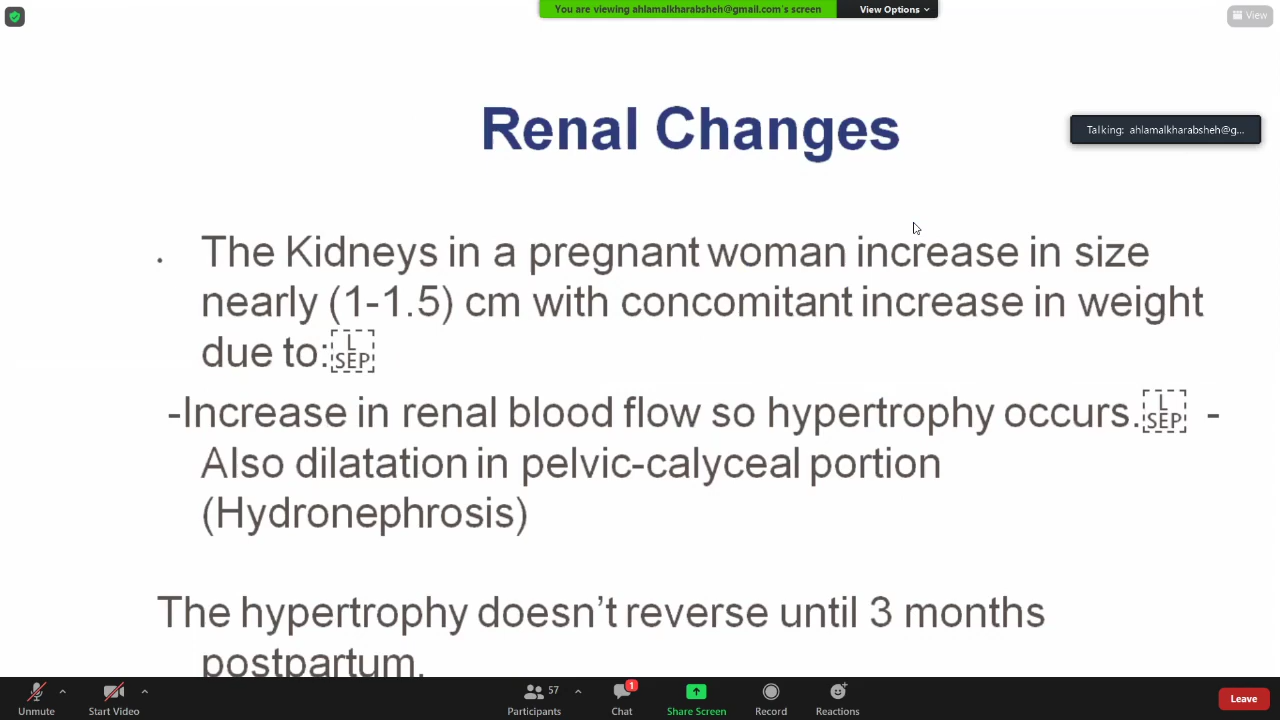 You are viewing ahlamalkharabsheh@gmail.com's screen
View Options
View
Renal Changes
Talking: ahlamalkharabsheh@g...
. The Kidneys in a pregnant woman increase in size
nearly (1-1.5) cm with concomitant increase in weight
due to:L SEP
-Increase in renal blood flow so hypertrophy occurs.L SEP -
Also dilatation in pelvic-calyceal portion
(Hydronephrosis)
The hypertrophy doesn’t reverse until 3 months
postpartum.
57
1
Unmute
Start Video
Participants
Chat
Share Screen
Record
Reactions
Leave